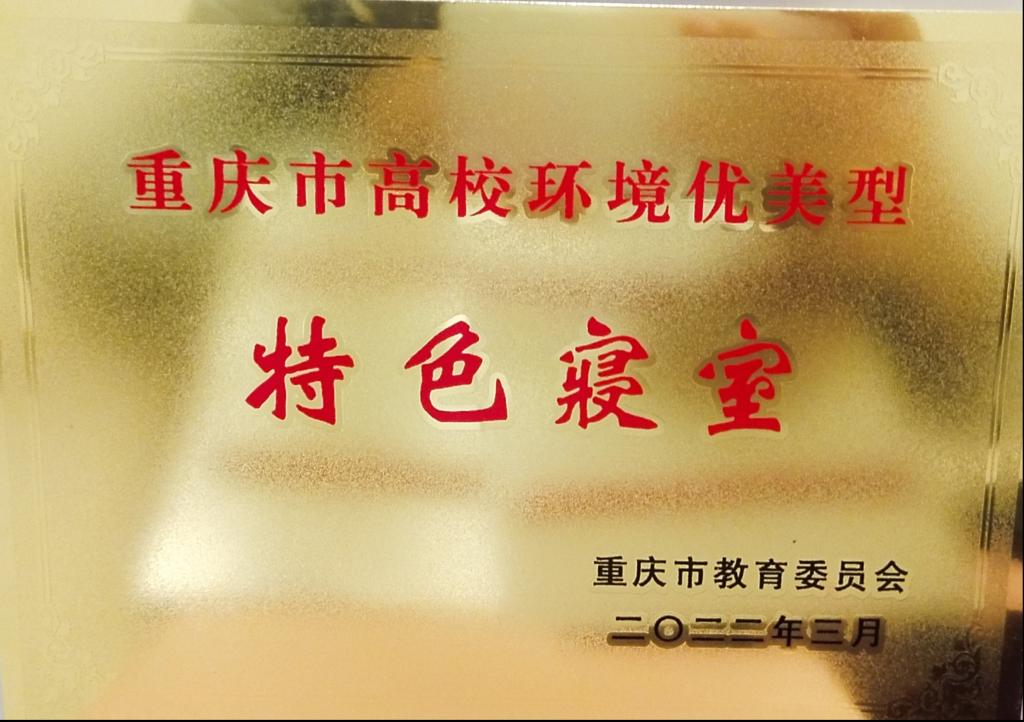 重庆市高校环境优美型
特色寝室
重庆市教育委员会
二〇二二年三月